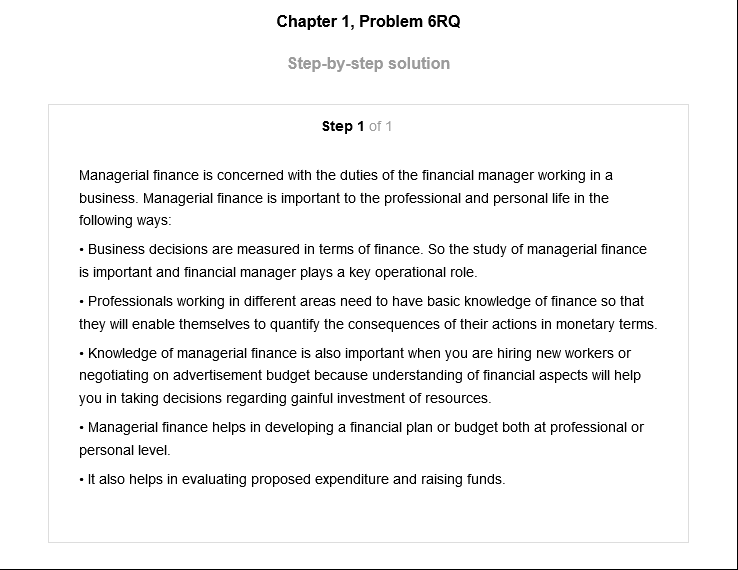 Chapter 1, Problem 6RQ
Step-by-step solution
Step 1 of 1
Managerial finance is concerned with the duties of the financial manager working in a
business. Managerial finance is important to the professional and personal life in the
following ways:
• Business decisions are measured in terms of finance. So the study of managerial finance
is important and financial manager plays a key operational role.
• Professionals working in different areas need to have basic knowledge of finance so that
they will enable themselves to quantify the consequences of their actions in monetary terms.
• Knowledge of managerial finance is also important when you are hiring new workers or
negotiating on advertisement budget because understanding of financial aspects will help
you in taking decisions regarding gainful investment of resources.
• Managerial finance helps in developing a financial plan or budget both at professional or
personal level.
• It also helps in evaluating proposed expenditure and raising funds.